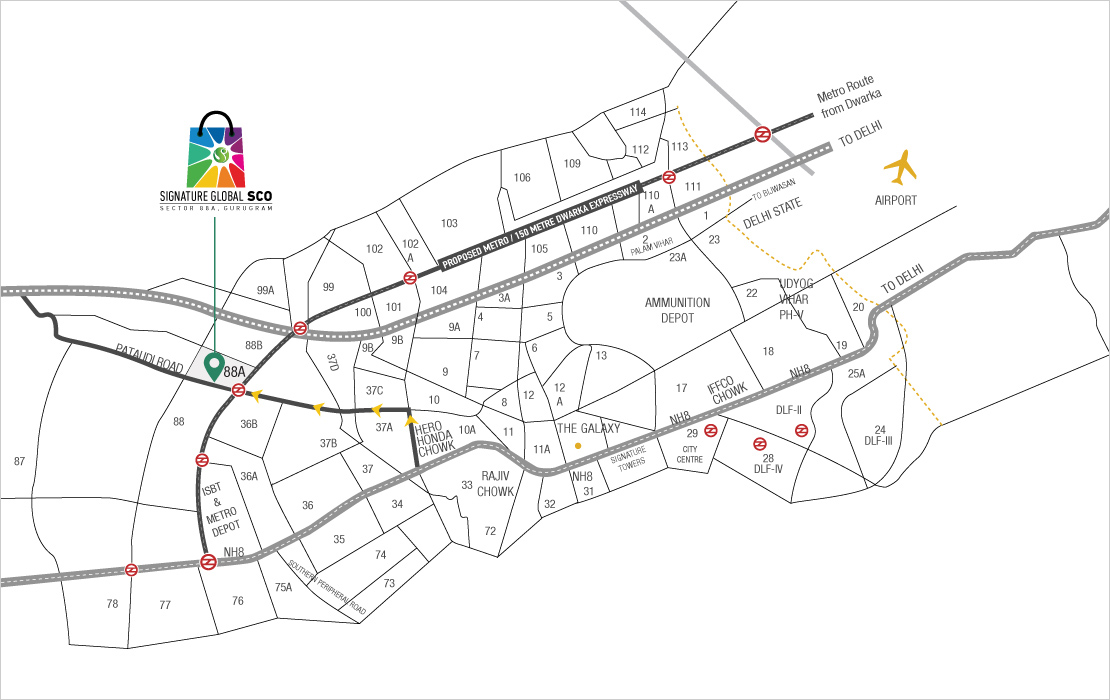 Metro Route
from Dwarka
114
TO DELHI
SIGNATURE GLOBAL SCO
SECTOR 88A, GURUGRAM
113
112
109
106
111
110
A
TO BIJWASAN
DELHI STATE
AIRPORT
1
103
PROPOSED METRO / 150 METRE DWARKA EXPRESSWAY
110
2
PALAM VIHAR
23
23A
102
102
A
105
3
TO DELHI
99A
99
104
3A
101
100
AMMUNITION
DEPOT
22
UDYOG
VIHAR
PH-V
20
4
5
9A
9B
9B
88B
37D
PATAUDI ROAD
88A
7
6
13
18
19
NH8
25A
9
37C
10
8
12
12
A
17
IFFCO
CHOWK
NH8
DLF-II
88
36B
37A
HERO
HONDA
CHOWK
10A
11
THE GALAXY
29
CITY
CENTRE
24
DLF-III
37B
11A
SIGNATURE
TOWERS
28
DLF-IV
87
36A
37
RAJIV
CHOWK
33
NH8
31
ISBT
&
METRO
DEPOT
36
34
32
35
72
NH8
74
73
SOUTHERN PERIPHERAL ROAD
75A
76
77
78